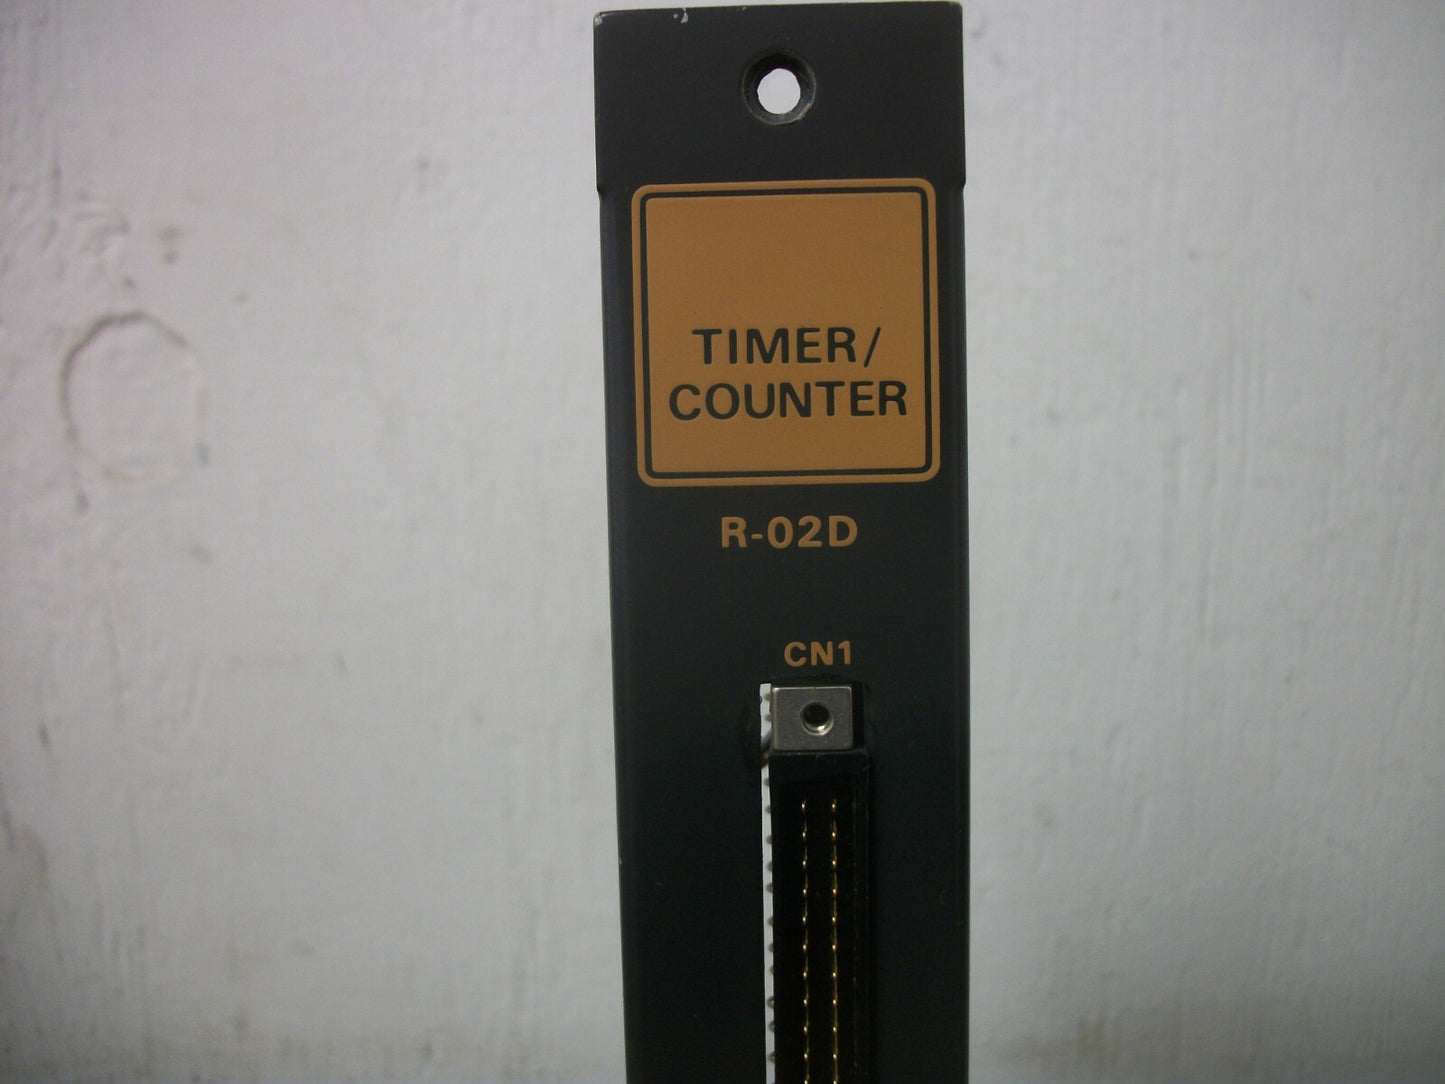 TIMER/
COUNTER
R-02D
CN1